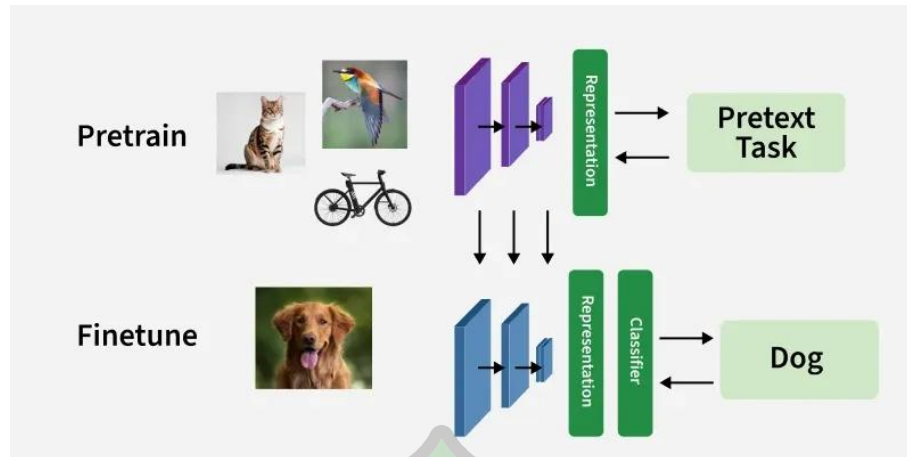 Pretrain
Representation
Pretext
Task
Finetune
Representation
Classifier
Dog